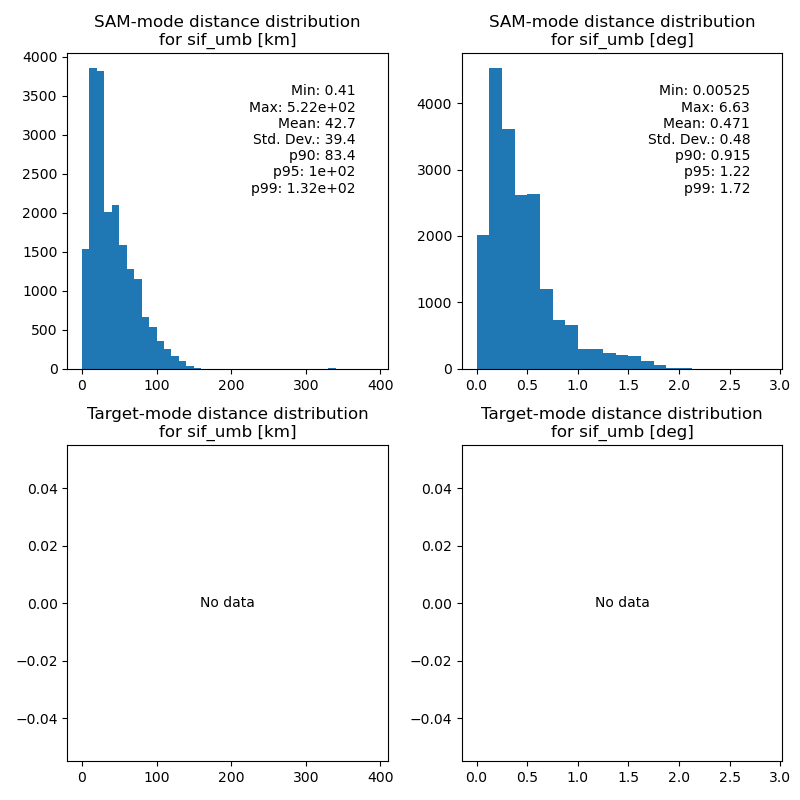 SAM-mode distance distribution
for sif_umb [km]
4000
3500
3000
2500
2000
1500
1000
500
0
Min: 0.41
Max: 5.22e+02
Mean: 42.7
Std. Dev.: 39.4
p90: 83.4
p95: 1e+02
p99: 1.32e+02
0 100 200 300 400
SAM-mode distance distribution
for sif_umb [deg]
4000
3000
2000
1000
0
Min: 0.00525
Max: 6.63
Mean: 0.471
Std. Dev.: 0.48
p90: 0.915
p95: 1.22
p99: 1.72
0.0 0.5 1.0 1.5 2.0 2.5 3.0
Target-mode distance distribution
for sif_umb [km]
0.04
0.02
0.00
−0.02
−0.04
No data
0 100 200 300 400
Target-mode distance distribution
for sif_umb [deg]
0.04
0.02
0.00
−0.02
−0.04
No data
0.0 0.5 1.0 1.5 2.0 2.5 3.0